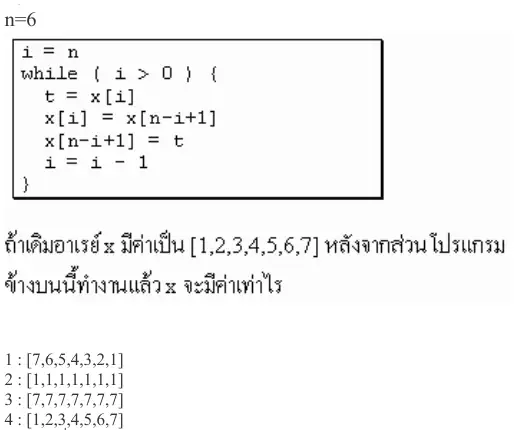 n=6
i = n
while ( i > 0 ) {
t = x[i]
x[i] = x[n-i+1]
x[n-i+1] = t
i = i - 1
}
ถ้าเดิมอาเรย์ x มีค่าเป็น [1,2,3,4,5,6,7] หลังจากส่วนโปรแกรม
ข้างบนนี้ทำงานแล้ว x จะมีค่าเท่าไร
1 : [7,6,5,4,3,2,1]
2 : [1,1,1,1,1,1,1]
3 : [7,7,7,7,7,7,7]
4 : [1,2,3,4,5,6,7]